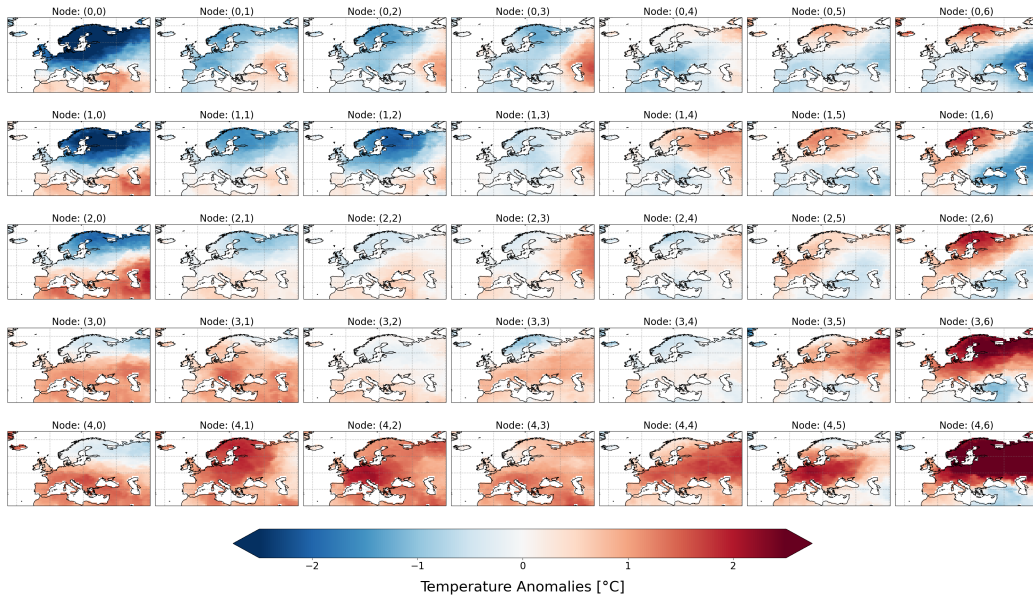 Node: (0,0) Node: (0,1) Node: (0,2) Node: (0,3) Node: (0,4) Node: (0,5) Node: (0,6)
Node: (1,0) Node: (1,1) Node: (1,2) Node: (1,3) Node: (1,4) Node: (1,5) Node: (1,6)
Node: (2,0) Node: (2,1) Node: (2,2) Node: (2,3) Node: (2,4) Node: (2,5) Node: (2,6)
Node: (3,0) Node: (3,1) Node: (3,2) Node: (3,3) Node: (3,4) Node: (3,5) Node: (3,6)
Node: (4,0) Node: (4,1) Node: (4,2) Node: (4,3) Node: (4,4) Node: (4,5) Node: (4,6)
−2 −1 0 1 2
Temperature Anomalies [°C]